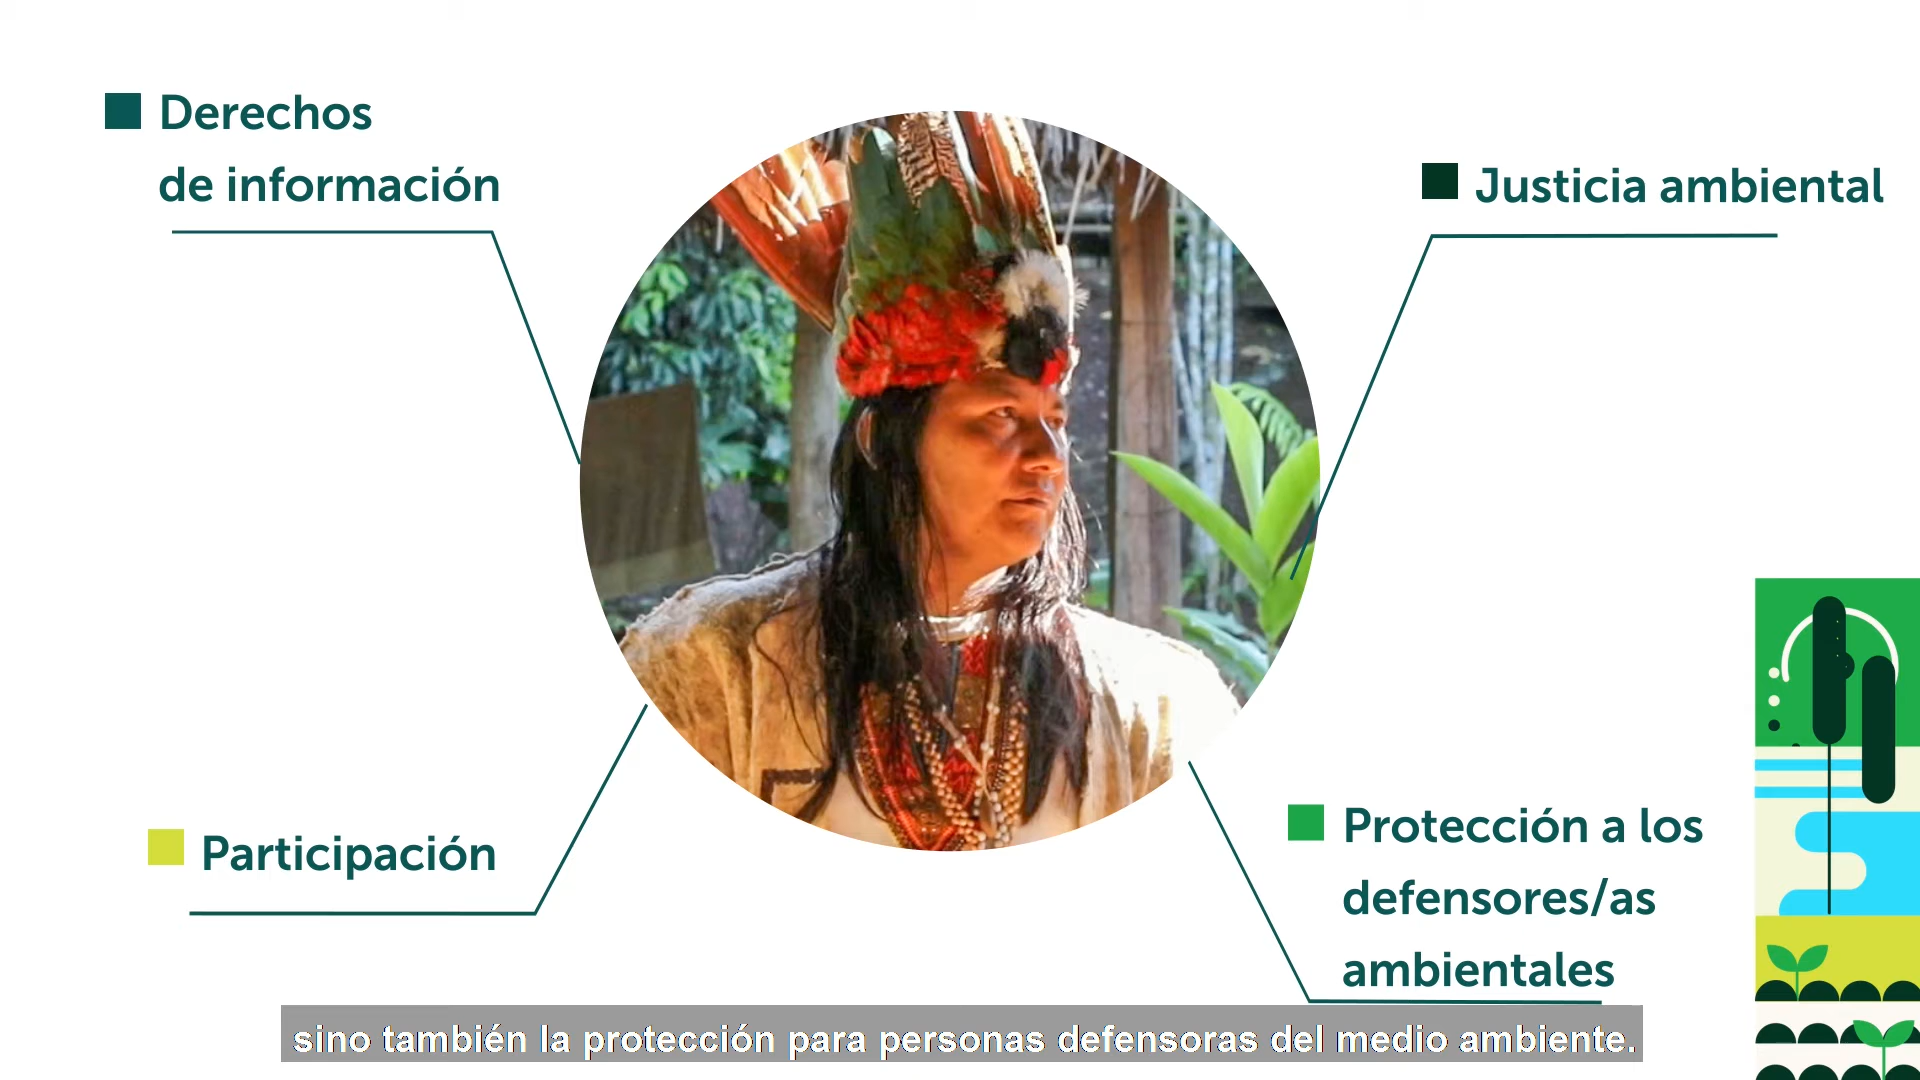 Derechos
de información
Justicia ambiental
Participación
Protección a los
defensores/as
ambientales
sino también la protección para personas defensoras del medio ambiente.